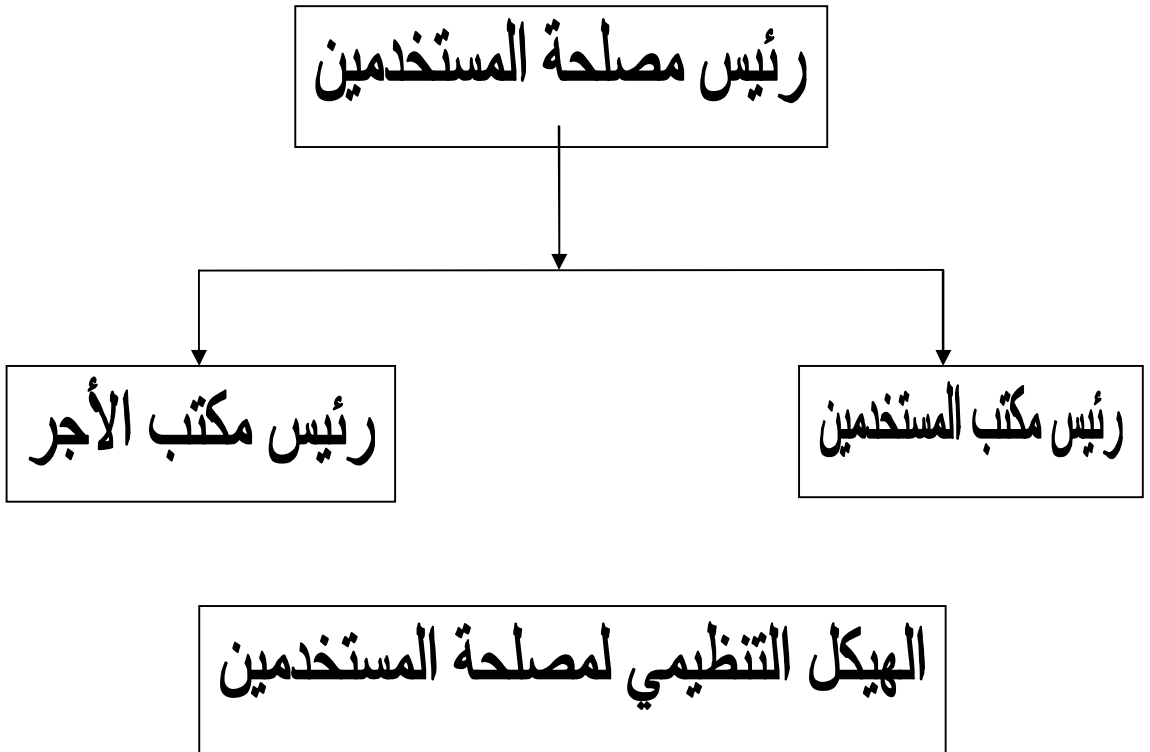 رئيس مصلحة المستخدمين
رئيس مكتب المستخدمين
رئيس مكتب الأجر
الهيكل التنظيمي لمصلحة المستخدمين